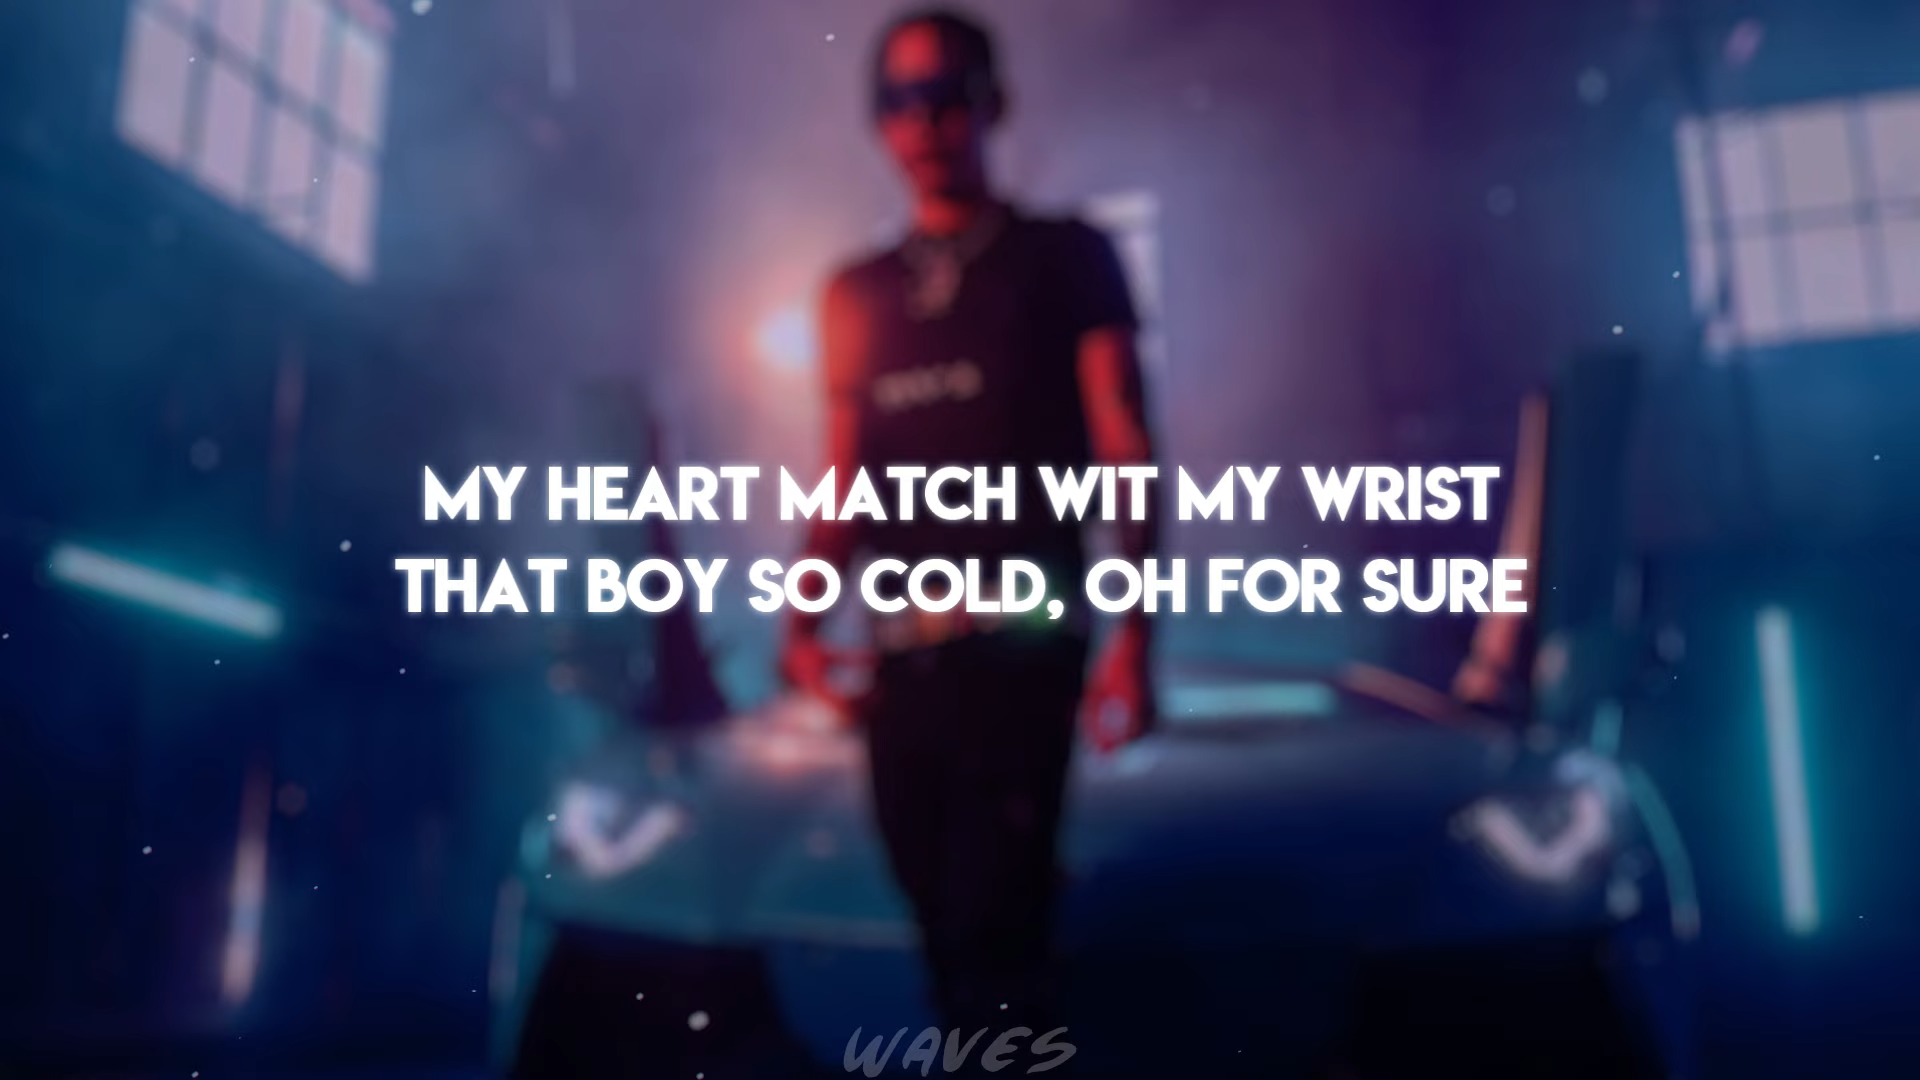 MY HEART MATCH WIT MY WRIST
THAT BOY SO COLD, OH FOR SURE
WAVES